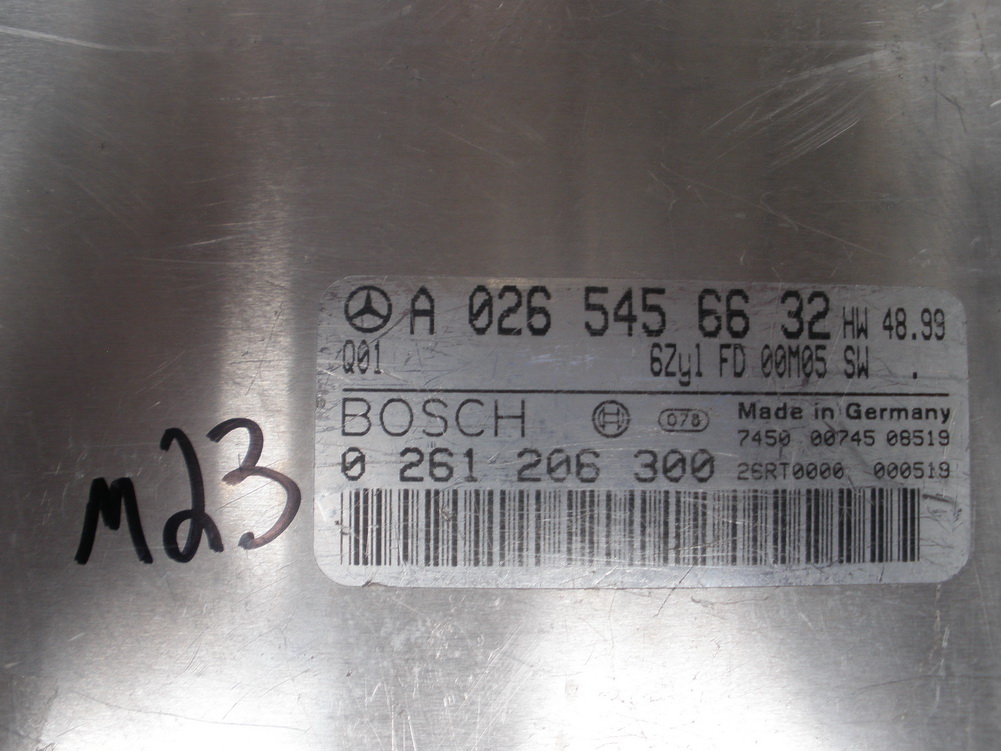 A 026 545 66 32 HW 48.99
Q01 6Zyl FD 00M05 SW .
BOSCH 078 Made in Germany
7450 00745 08519
0 261 206 300 26RT0000 000519
M23